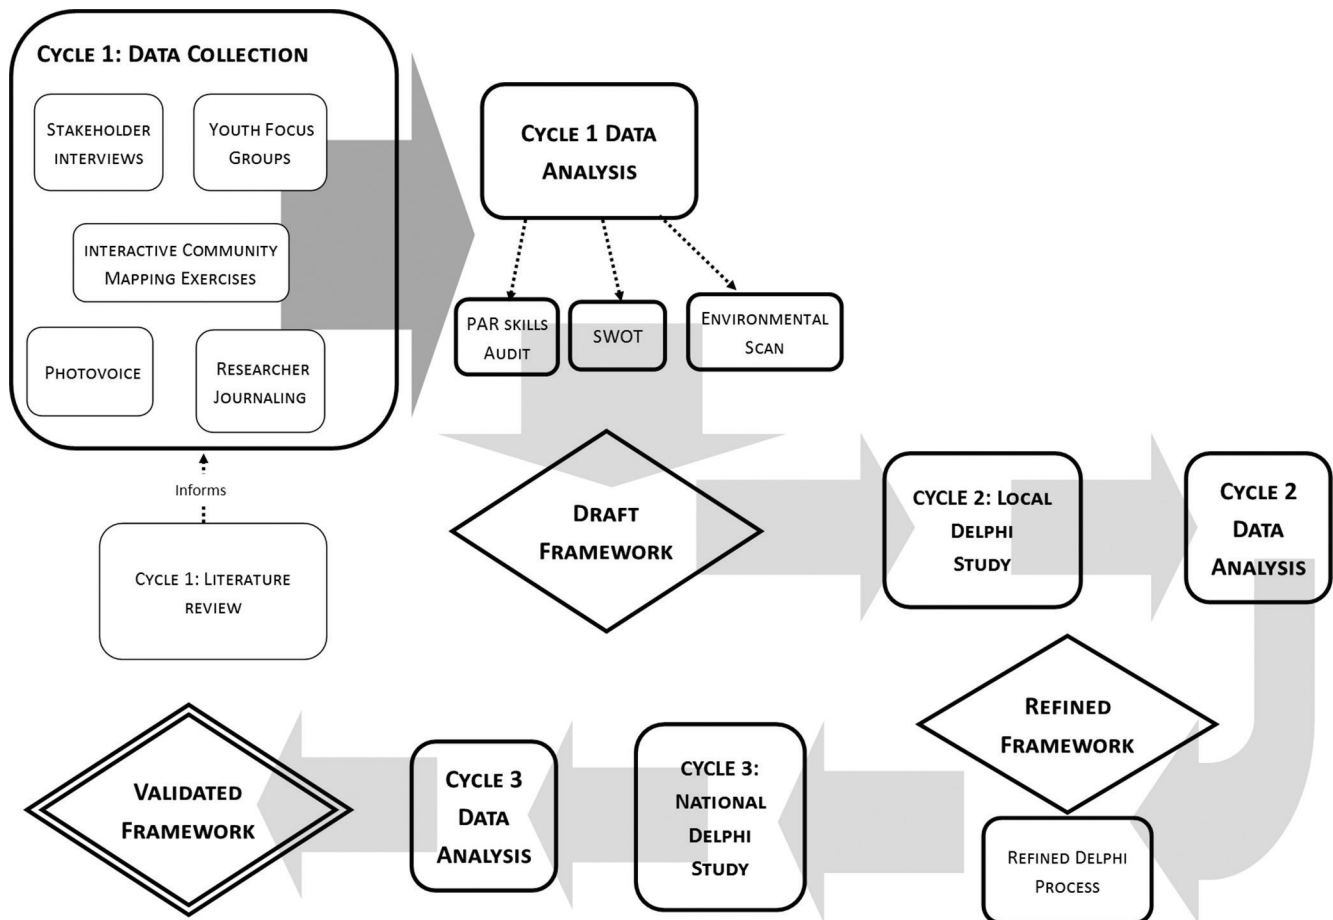 CYCLE 1: DATA COLLECTION
STAKEHOLDER
INTERVIEWS
YOUTH FOCUS
GROUPS
INTERACTIVE COMMUNITY
MAPPING EXERCISES
PHOTOVOICE
RESEARCHER
JOURNALING
Informs
CYCLE 1: LITERATURE
REVIEW
CYCLE 1 DATA
ANALYSIS
PAR SKILLS
AUDIT
SWOT
ENVIRONMENTAL
SCAN
DRAFT
FRAMEWORK
CYCLE 2: LOCAL
DELPHI
STUDY
CYCLE 2
DATA
ANALYSIS
REFINED
FRAMEWORK
REFINED DELPHI
PROCESS
CYCLE 3:
NATIONAL
DELPHI
STUDY
CYCLE 3
DATA
ANALYSIS
VALIDATED
FRAMEWORK